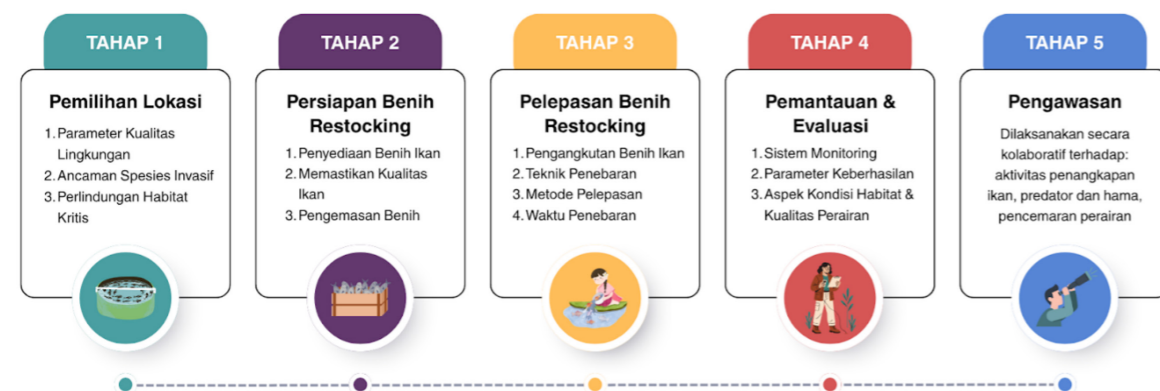 TAHAP 1
Pemilihan Lokasi
1. Parameter Kualitas
Lingkungan
2. Ancaman Spesies Invasif
3. Perlindungan Habitat
Kritis
TAHAP 2
Persiapan Benih
Restocking
1. Penyediaan Benih Ikan
2. Memastikan Kualitas
Ikan
3. Pengemasan Benih
TAHAP 3
Pelepasan Benih
Restocking
1. Pengangkutan Benih Ikan
2. Teknik Penebaran
3. Metode Pelepasan
4. Waktu Penebaran
TAHAP 4
Pemantauan &
Evaluasi
1. Sistem Monitoring
2. Parameter Keberhasilan
3. Aspek Kondisi Habitat &
Kualitas Perairan
TAHAP 5
Pengawasan
Dilaksanakan secara
kolaboratif terhadap:
aktivitas penangkapan
ikan, predator dan hama,
pencemaran perairan